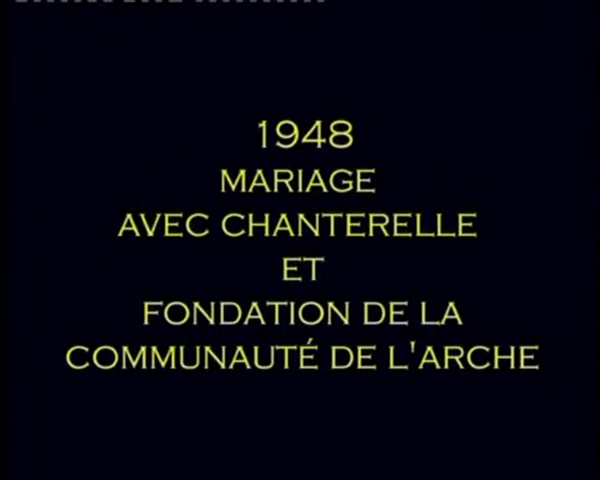 1948
MARIAGE
AVEC CHANTERELLE
ET
FONDATION DE LA
COMMUNAUTÉ DE L'ARCHE